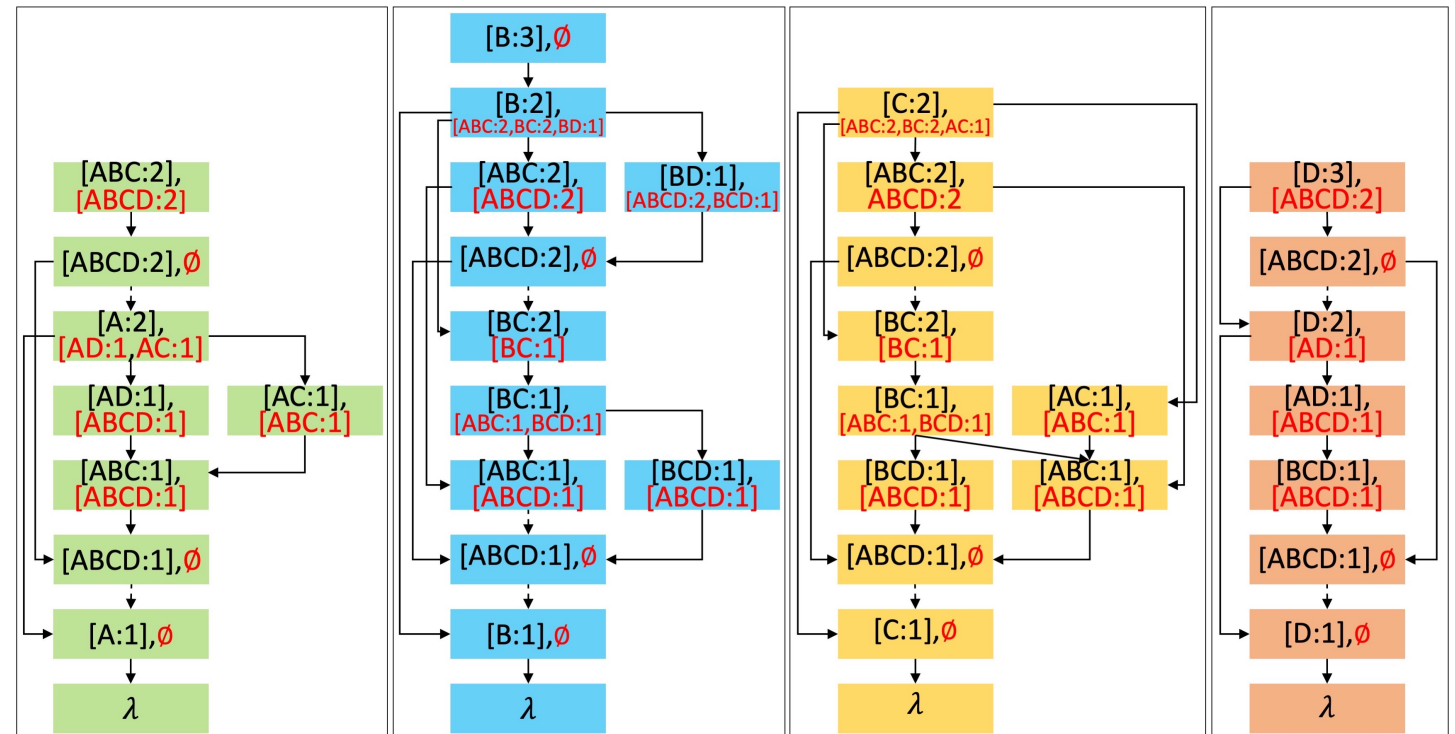 [ABC:2],
[ABCD:2]
[ABCD:2],∅
[A:2],
[AD:1,AC:1]
[AD:1],
[ABCD:1]
[AC:1],
[ABC:1]
[ABC:1],
[ABCD:1]
[ABCD:1],∅
[A:1],∅
λ
[B:3],∅
[B:2],
[ABC:2,BC:2,BD:1]
[ABC:2],
[ABCD:2]
[BD:1],
[ABCD:2,BCD:1]
[ABCD:2],∅
[BC:2],
[BC:1]
[BC:1],
[ABC:1,BCD:1]
[ABC:1],
[ABCD:1]
[BCD:1],
[ABCD:1]
[ABCD:1],∅
[B:1],∅
λ
[C:2],
[ABC:2,BC:2,AC:1]
[ABC:2],
ABCD:2
[ABCD:2],∅
[BC:2],
[BC:1]
[BC:1],
[ABC:1,BCD:1]
[AC:1],
[ABC:1]
[BCD:1],
[ABCD:1]
[ABC:1],
[ABCD:1]
[ABCD:1],∅
[C:1],∅
λ
[D:3],
[ABCD:2]
[ABCD:2],∅
[D:2],
[AD:1]
[AD:1],
[ABCD:1]
[BCD:1],
[ABCD:1]
[ABCD:1],∅
[D:1],∅
λ